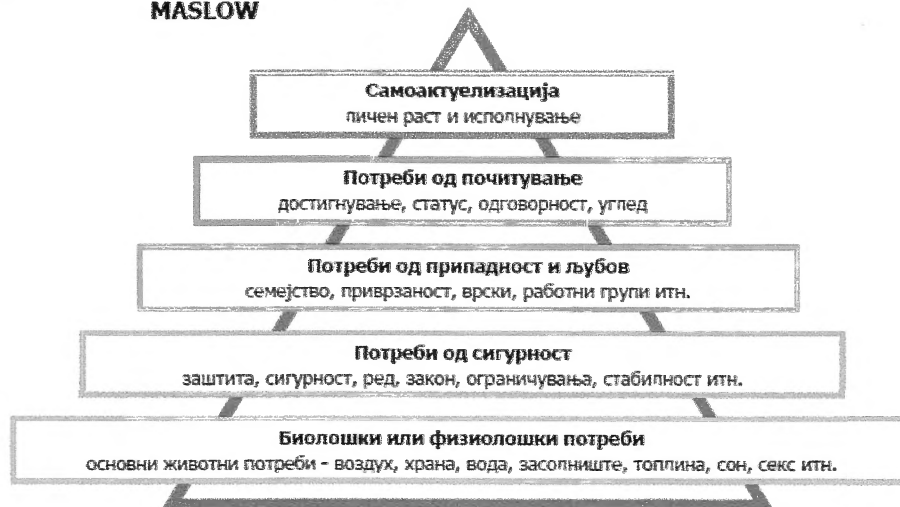 MASLOW
Самоактуелизација
личен раст и исполнување
Потреби од почитување
достигнување, статус, одговорност, углед
Потреби од припадност и љубов
семејство, приврзаност, врски, работни групи итн.
Потреби од сигурност
заштита, сигурност, ред, закон, ограничувања, стабилност итн.
Биолошки или физиолошки потреби
основни животни потреби - воздух, храна, вода, засолниште, топлина, сон, секс итн.